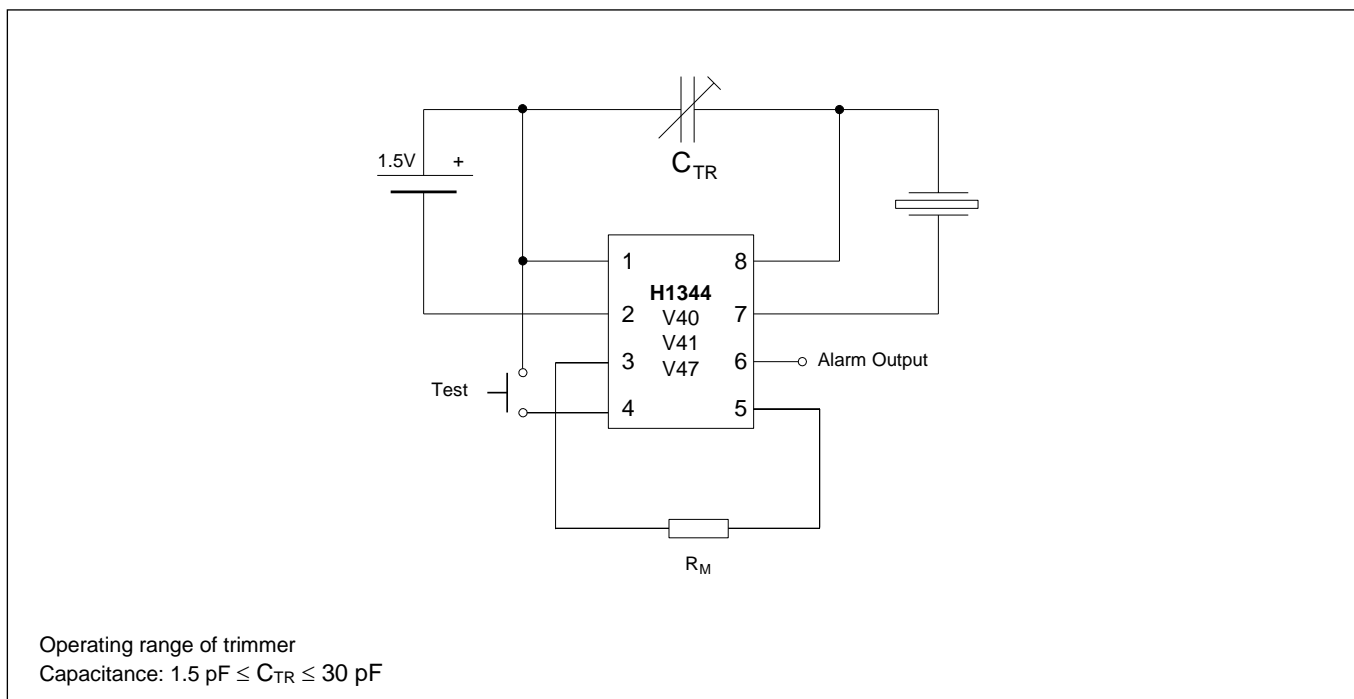 1.5V +
C_TR
1 8
H1344
2 V40 7
V41
3 V47 6 Alarm Output
Test
4 5
R_M
Operating range of trimmer
Capacitance: 1.5 pF ≤ C_TR ≤ 30 pF